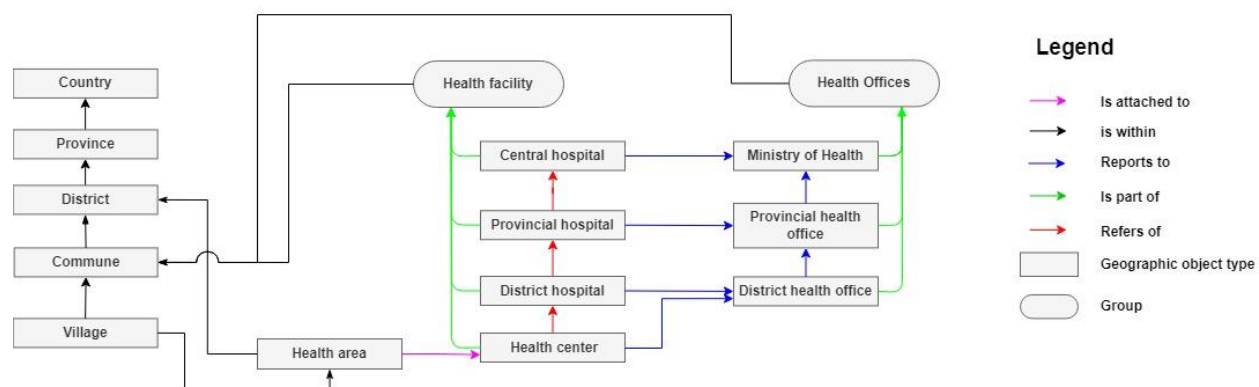 Country
Province
District
Commune
Village
Health area
Health facility
Central hospital
Provincial hospital
District hospital
Health center
Health Offices
Ministry of Health
Provincial health
office
District health office
Legend
Is attached to
is within
Reports to
Is part of
Refers of
Geographic object type
Group